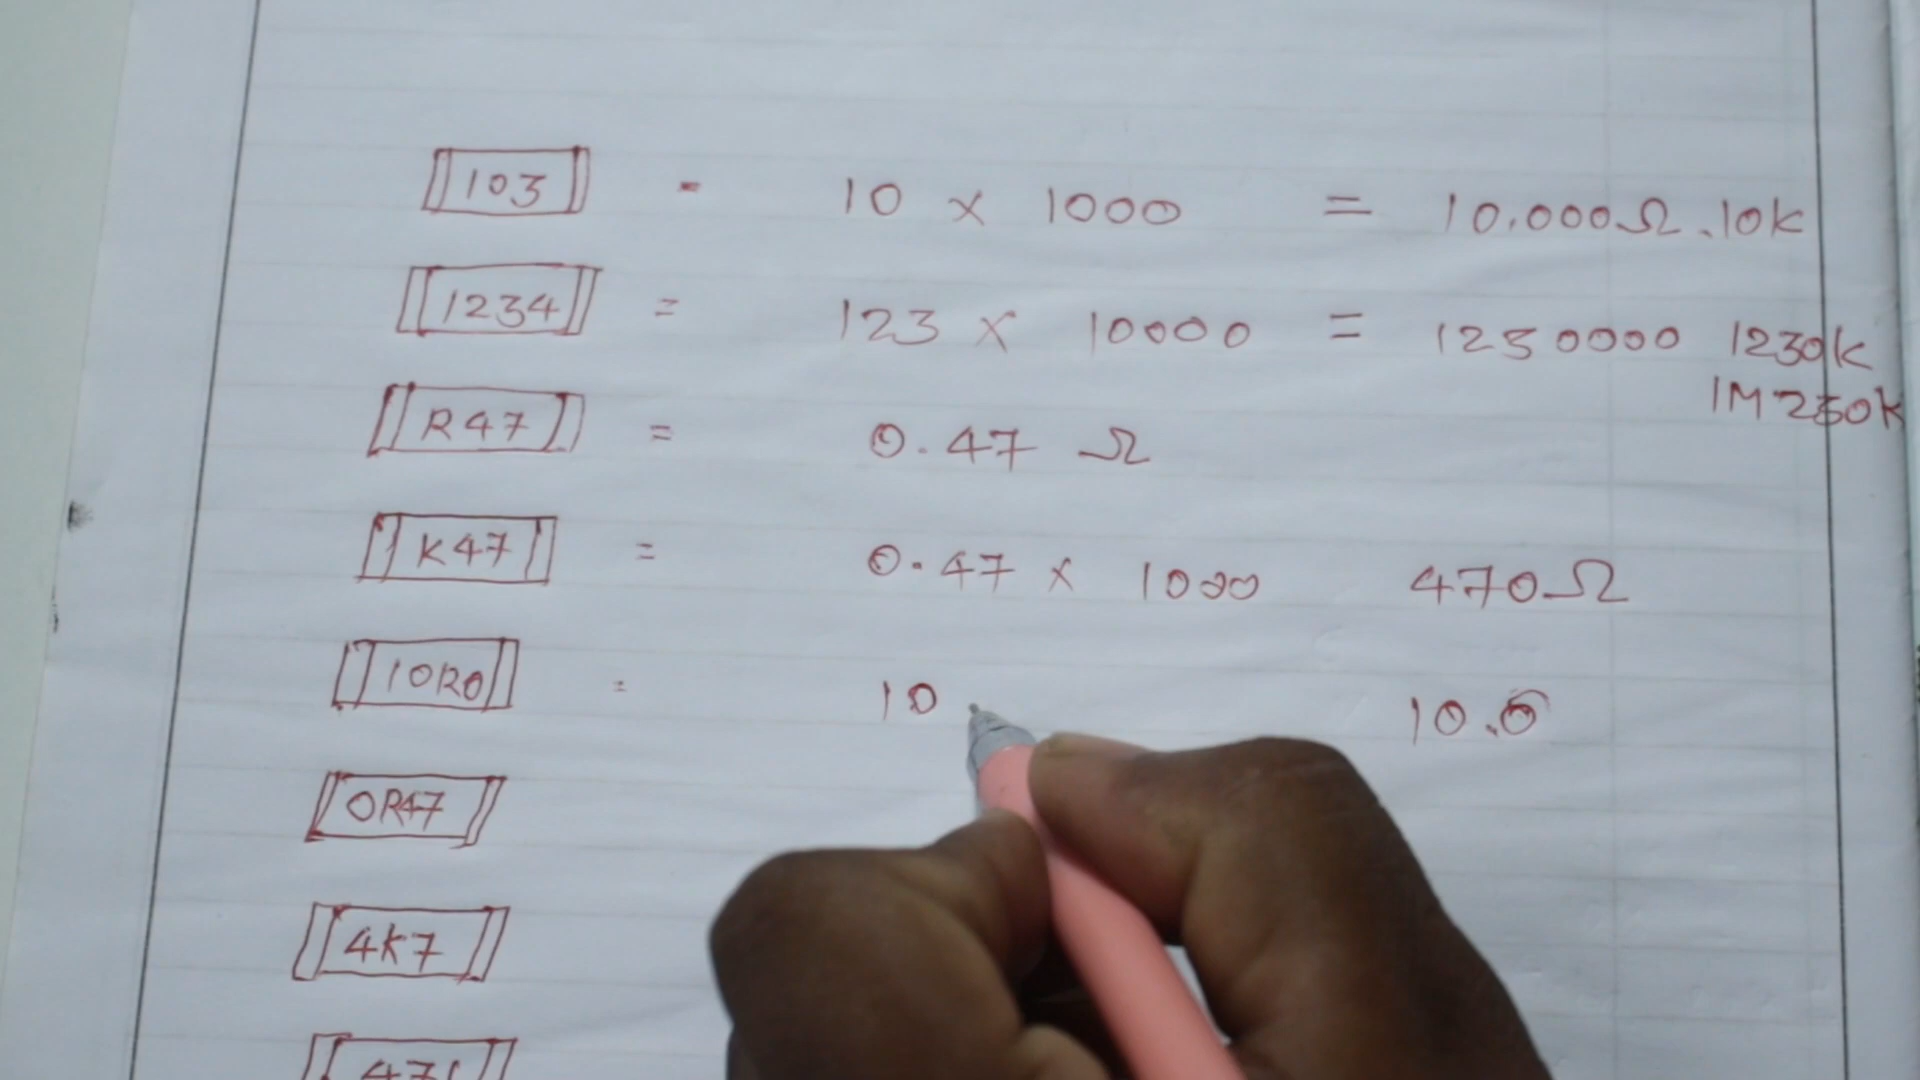 103 - 10 x 1000 = 10.000Ω.10k
1234 = 123 x 10000 = 1230000 1230k
1M230k
R47 = 0.47 Ω
K47 = 0.47 x 1000 470Ω
10R0 = 10 10.0
0R47
4K7
471